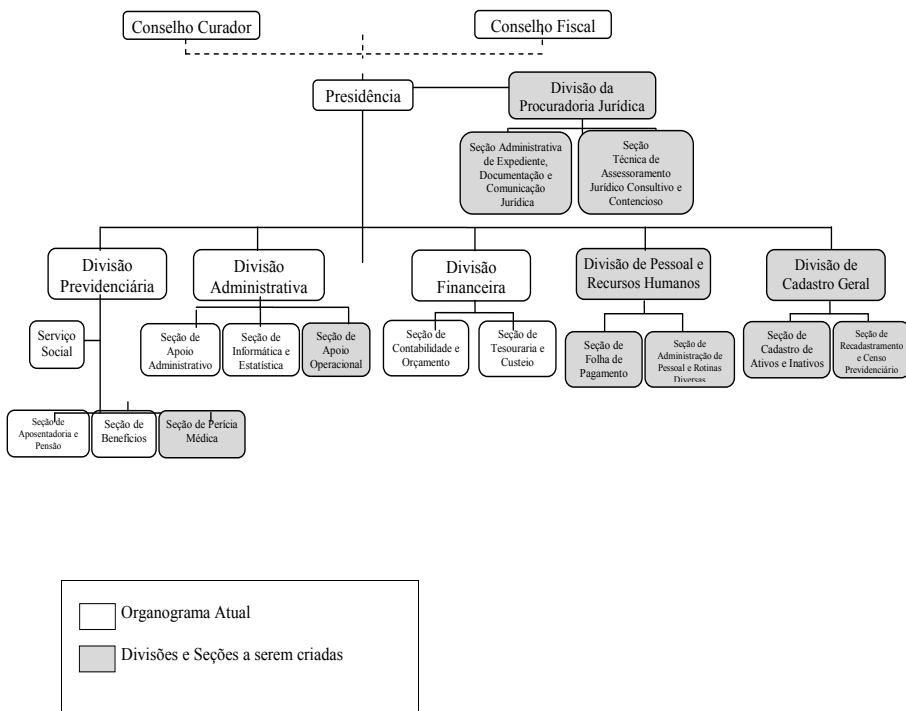 Conselho Curador
Conselho Fiscal
Presidência
Divisão da
Procuradoria Jurídica
Seção Administrativa
de Expediente,
Documentação e
Comunicação
Jurídica
Seção
Técnica de
Assessoramento
Jurídico Consultivo e
Contencioso
Divisão
Previdenciária
Divisão
Administrativa
Divisão
Financeira
Divisão de Pessoal e
Recursos Humanos
Divisão de
Cadastro Geral
Serviço
Social
Seção de
Apoio
Administrativo
Seção de
Informática e
Estatística
Seção de
Apoio
Operacional
Seção de
Contabilidade e
Orçamento
Seção de
Tesouraria e
Custeio
Seção de
Folha de
Pagamento
Seção de
Administração de
Pessoal e Rotinas
Diversas
Seção de
Cadastro de
Ativos e Inativos
Seção de
Recadastramento
e Censo
Previdenciário
Seção de
Aposentadoria e
Pensão
Seção de
Benefícios
Seção de Perícia
Médica
Organograma Atual
Divisões e Seções a serem criadas